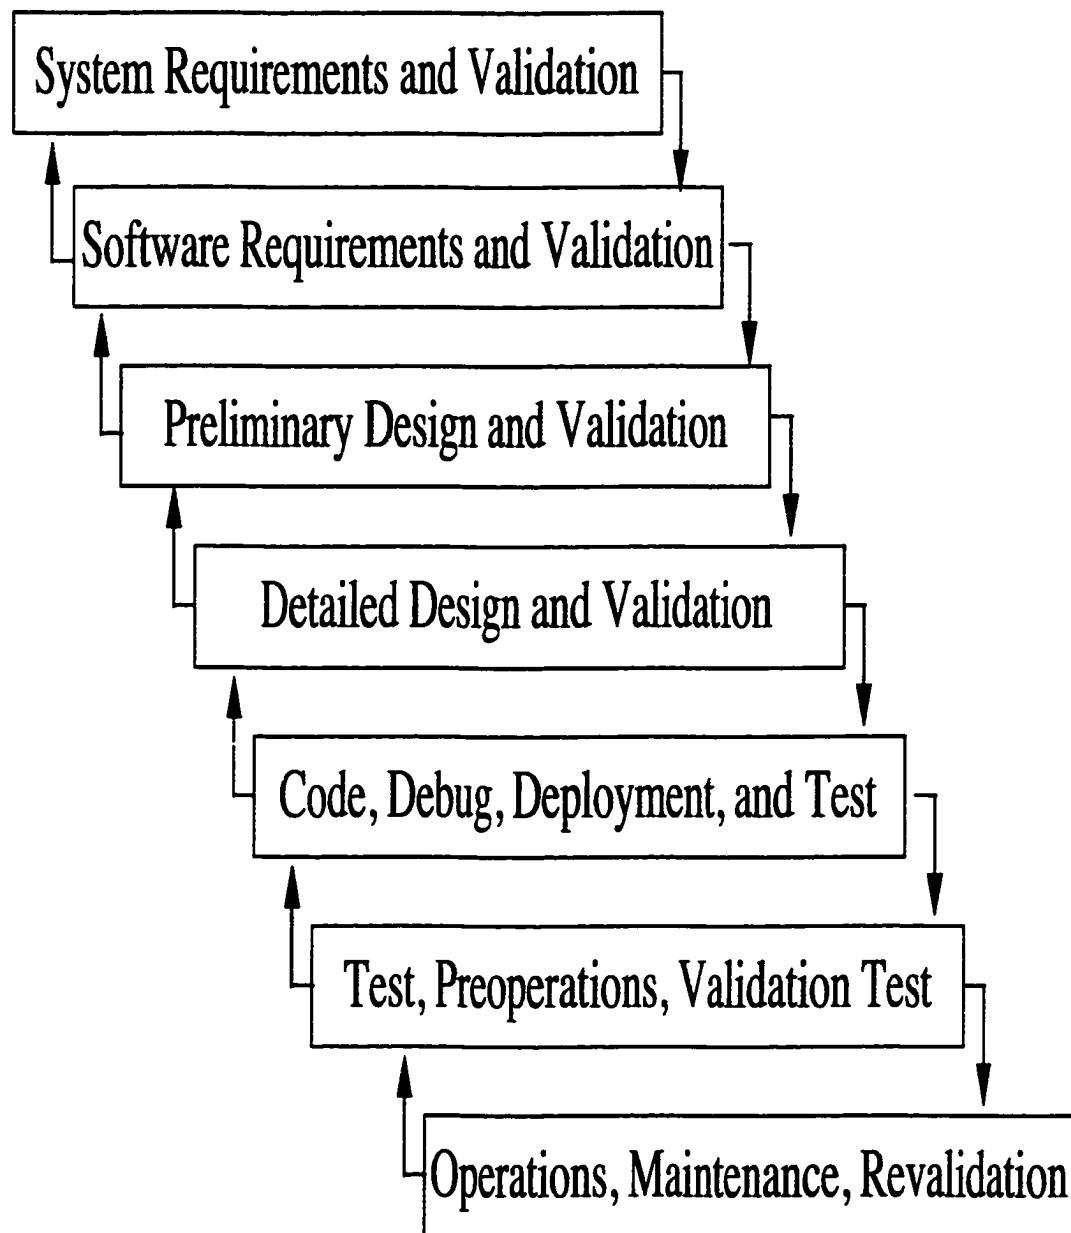 System Requirements and Validation
Software Requirements and Validation
Preliminary Design and Validation
Detailed Design and Validation
Code, Debug, Deployment, and Test
Test, Preoperations, Validation Test
Operations, Maintenance, Revalidation